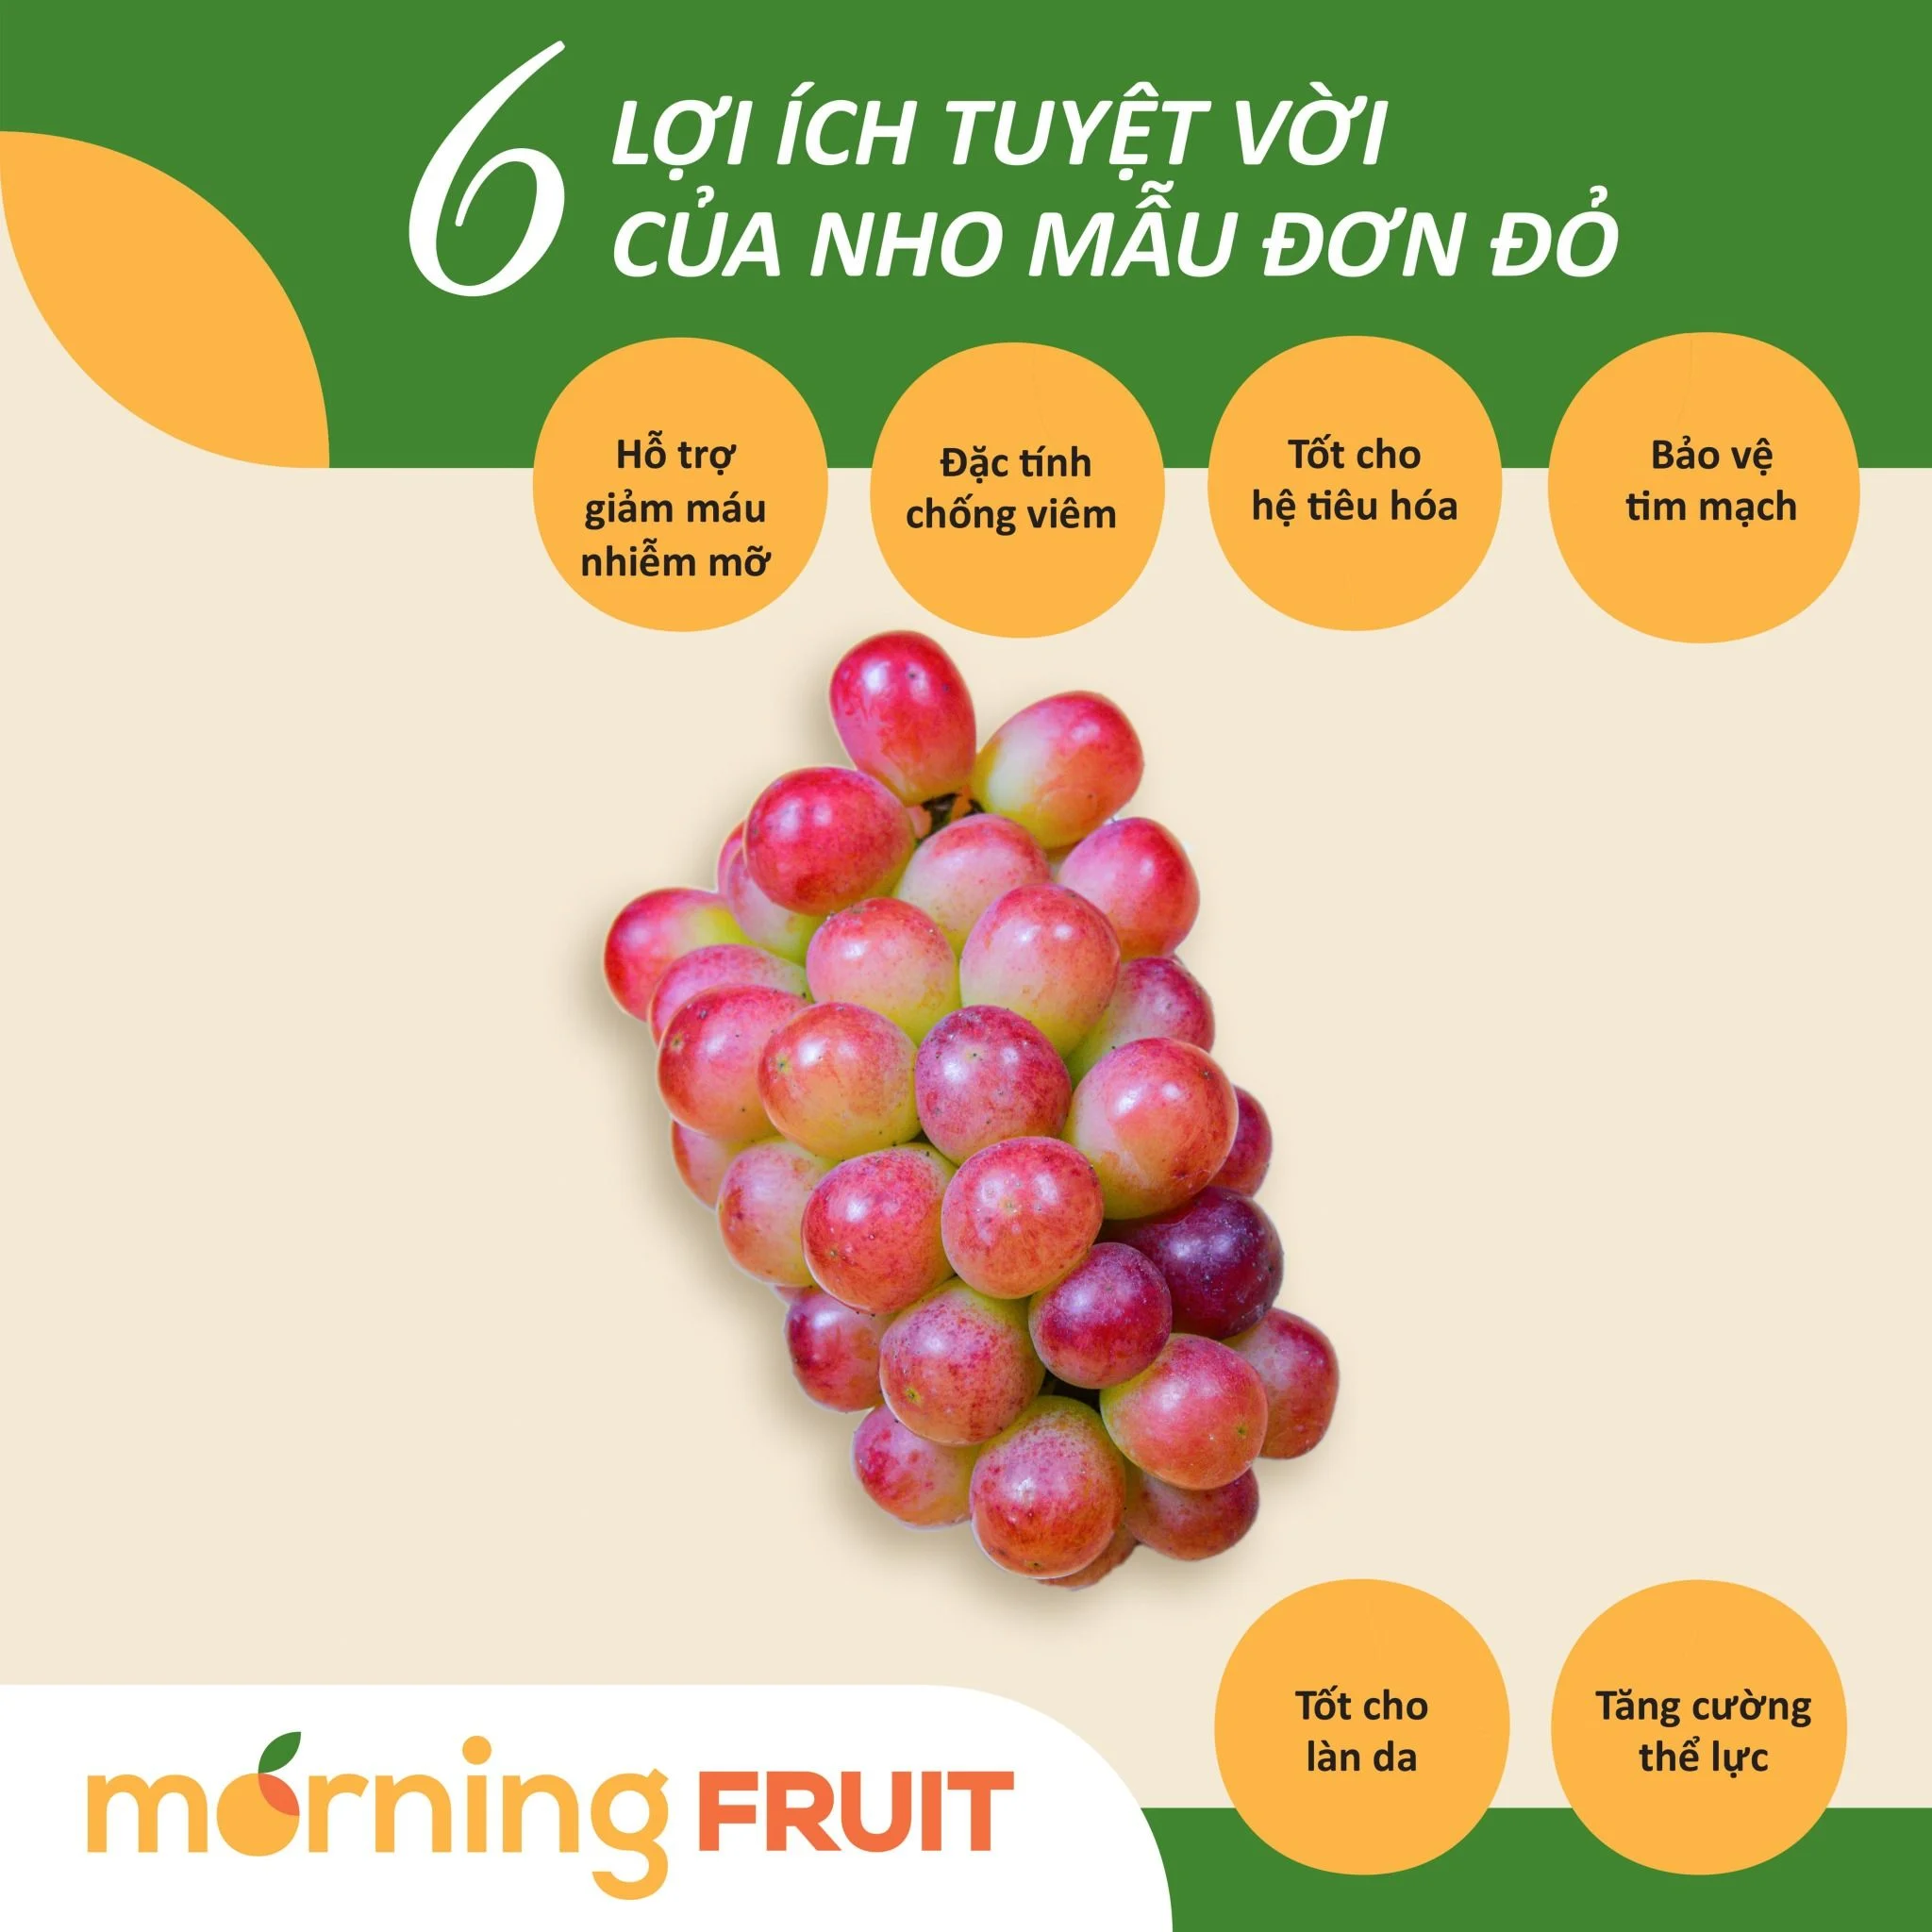 6 LỢI ÍCH TUYỆT VỜI
CỦA NHO MẪU ĐƠN ĐỎ
Hỗ trợ
giảm máu
nhiễm mỡ
Đặc tính
chống viêm
Tốt cho
hệ tiêu hóa
Bảo vệ
tim mạch
Tốt cho
làn da
Tăng cường
thể lực
morning FRUIT